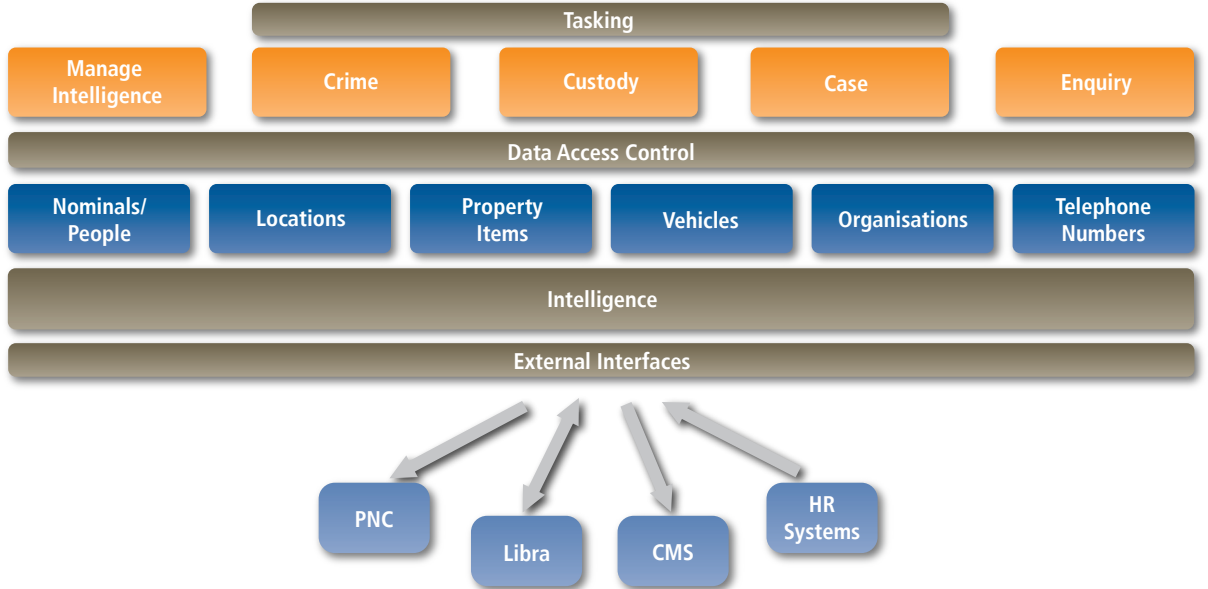 Tasking
Manage
Intelligence
Crime
Custody
Case
Enquiry
Data Access Control
Nominals/
People
Locations
Property
Items
Vehicles
Organisations
Telephone
Numbers
Intelligence
External Interfaces
PNC
Libra
CMS
HR
Systems